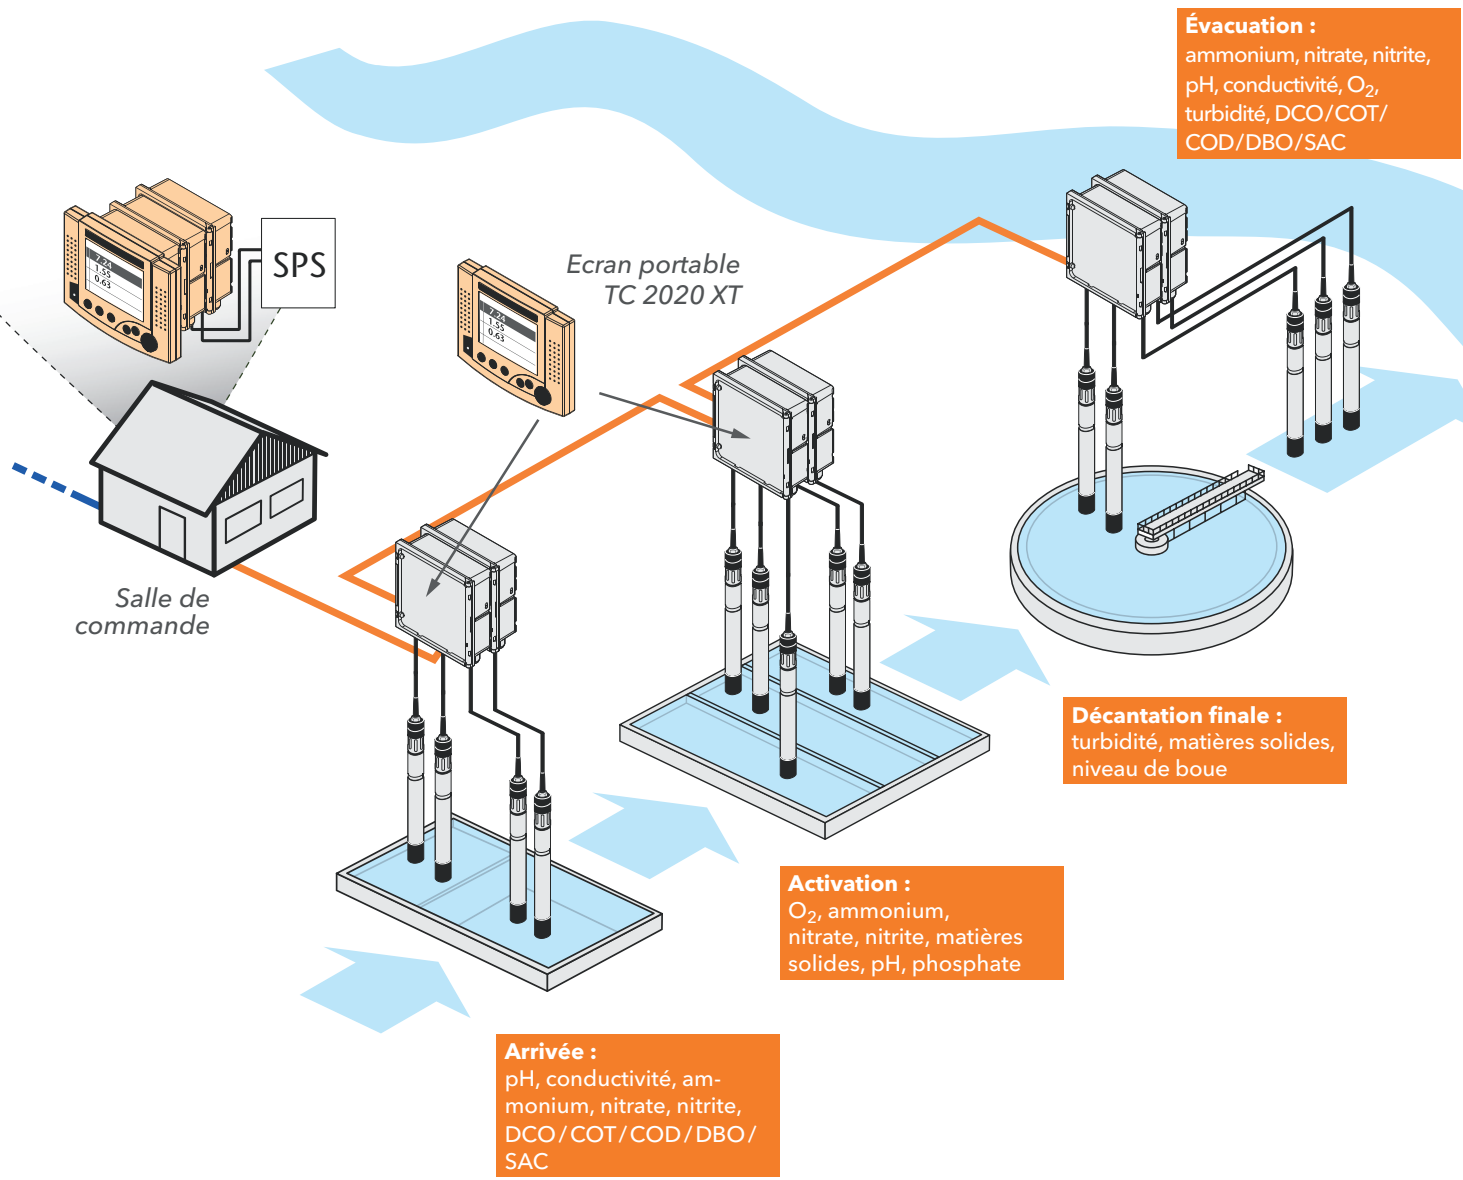 Évacuation :
ammonium, nitrate, nitrite,
pH, conductivité, O2,
turbidité, DCO/COT/
COD/DBO/SAC
7.24
1.55
0.63
SPS
Ecran portable
TC 2020 XT
7.24
1.55
0.63
Salle de
commande
Décantation finale :
turbidité, matières solides,
niveau de boue
Activation :
O2, ammonium,
nitrate, nitrite, matières
solides, pH, phosphate
Arrivée :
pH, conductivité, am-
monium, nitrate, nitrite,
DCO/COT/COD/DBO/
SAC